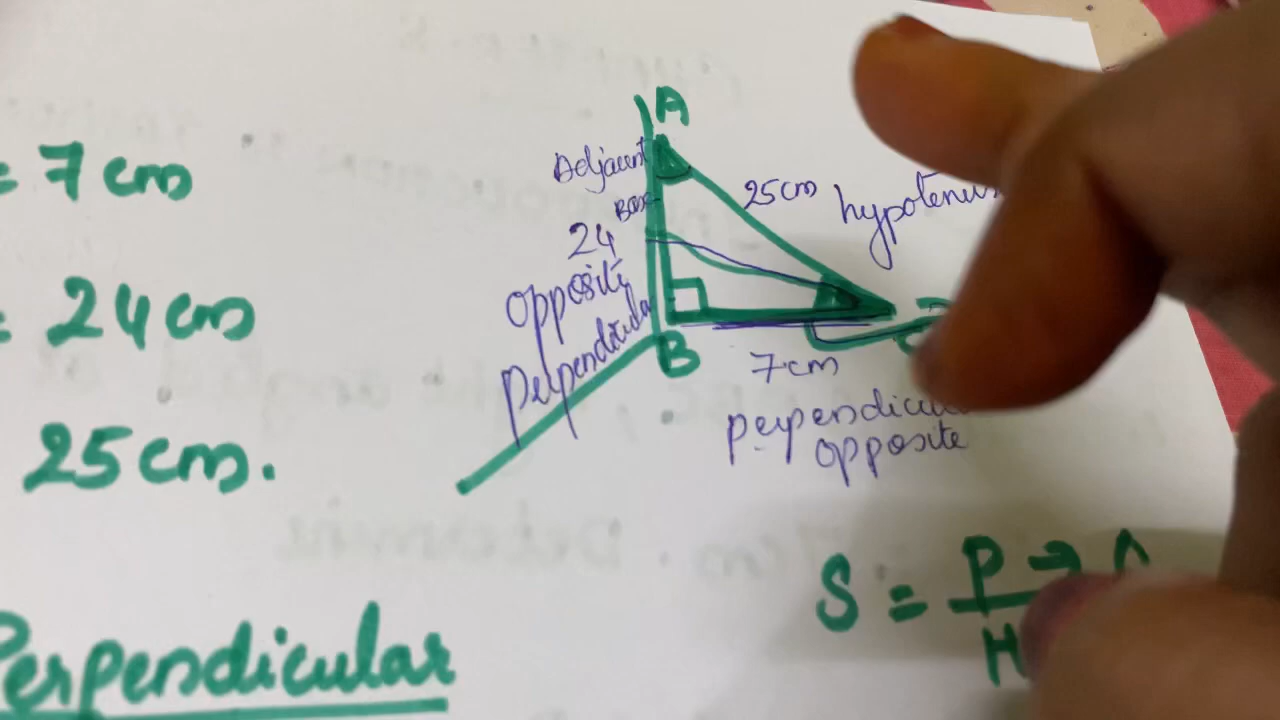 = 7 cm
= 24 cm
25 cm.
A
Adjacent
Base
25 cm
24
opposite
perpendicular
B
7 cm
opposite
S = P
H
Perpendicular